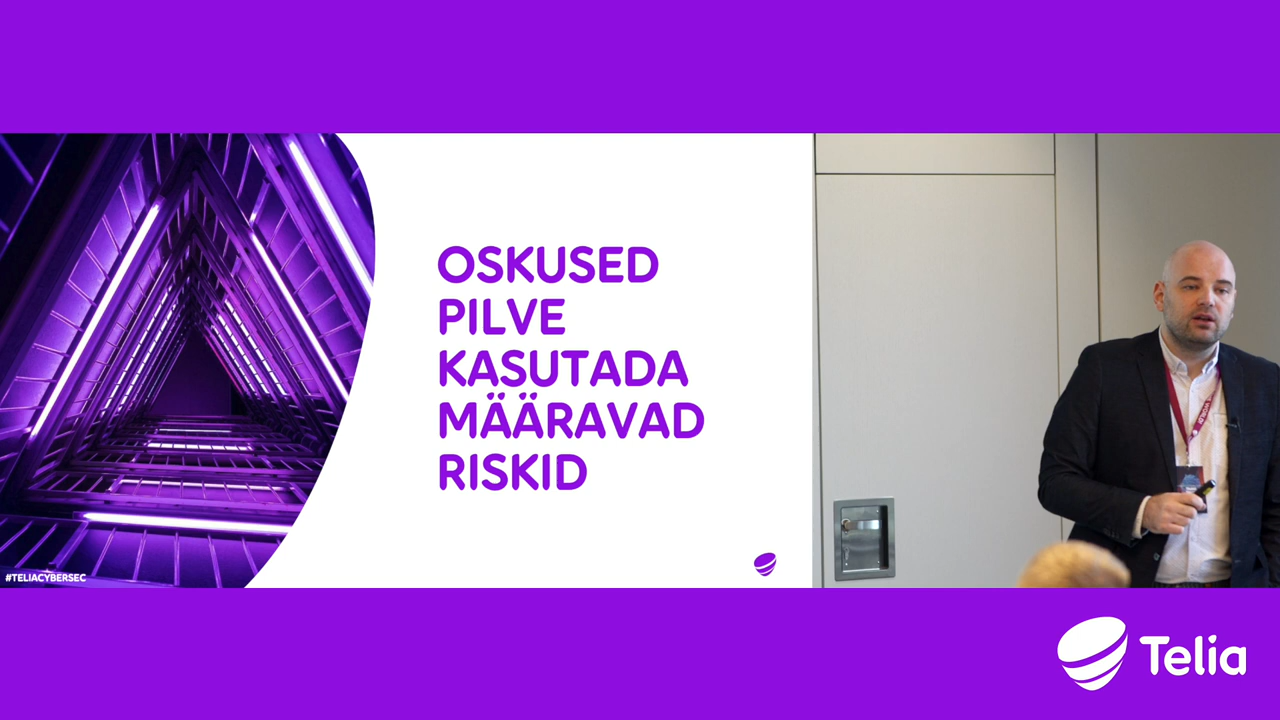 OSKUSED
PILVE
KASUTADA
MÄÄRAVAD
RISKID
#TELIACYBERSEC
Telia